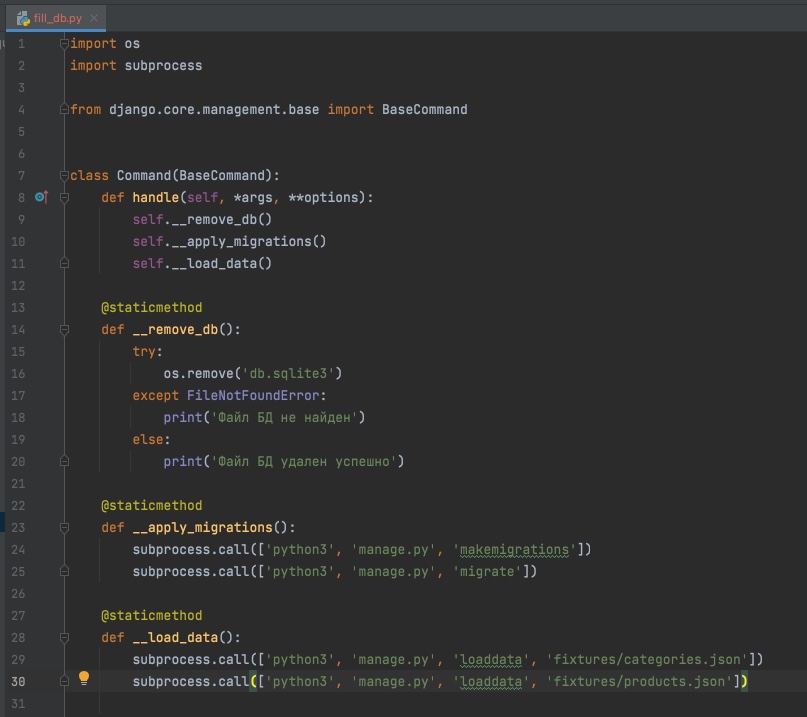 fill_db.py
1 import os
2 import subprocess
3
4 from django.core.management.base import BaseCommand
5
6
7 class Command(BaseCommand):
8     def handle(self, *args, **options):
9         self.__remove_db()
10         self.__apply_migrations()
11         self.__load_data()
12
13     @staticmethod
14     def __remove_db():
15         try:
16             os.remove('db.sqlite3')
17         except FileNotFoundError:
18             print('Файл БД не найден')
19         else:
20             print('Файл БД удален успешно')
21
22     @staticmethod
23     def __apply_migrations():
24         subprocess.call(['python3', 'manage.py', 'makemigrations'])
25         subprocess.call(['python3', 'manage.py', 'migrate'])
26
27     @staticmethod
28     def __load_data():
29         subprocess.call(['python3', 'manage.py', 'loaddata', 'fixtures/categories.json'])
30         subprocess.call(['python3', 'manage.py', 'loaddata', 'fixtures/products.json'])
31